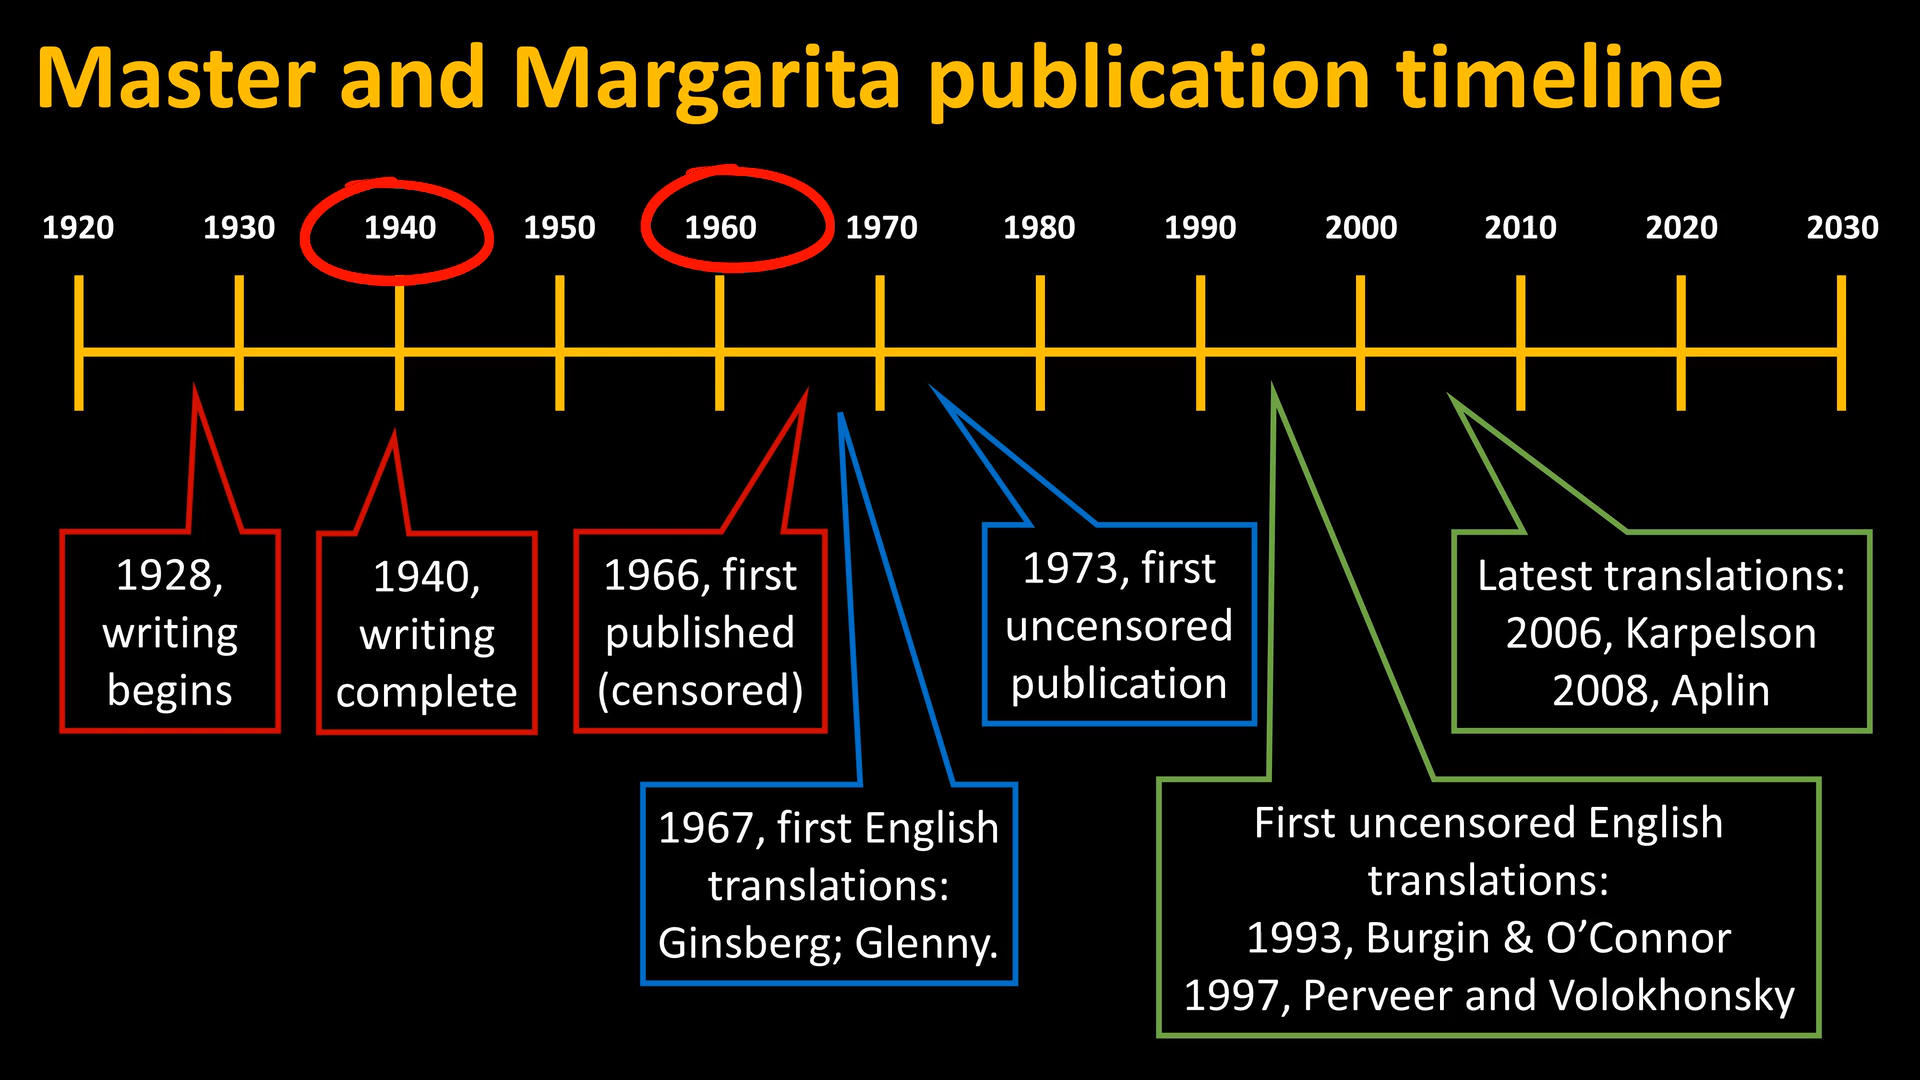 Master and Margarita publication timeline
1920 1930 1940 1950 1960 1970 1980 1990 2000 2010 2020 2030
1928,
writing
begins
1940,
writing
complete
1966, first
published
(censored)
1967, first English
translations:
Ginsberg; Glenny.
1973, first
uncensored
publication
First uncensored English
translations:
1993, Burgin & O’Connor
1997, Perveer and Volokhonsky
Latest translations:
2006, Karpelson
2008, Aplin